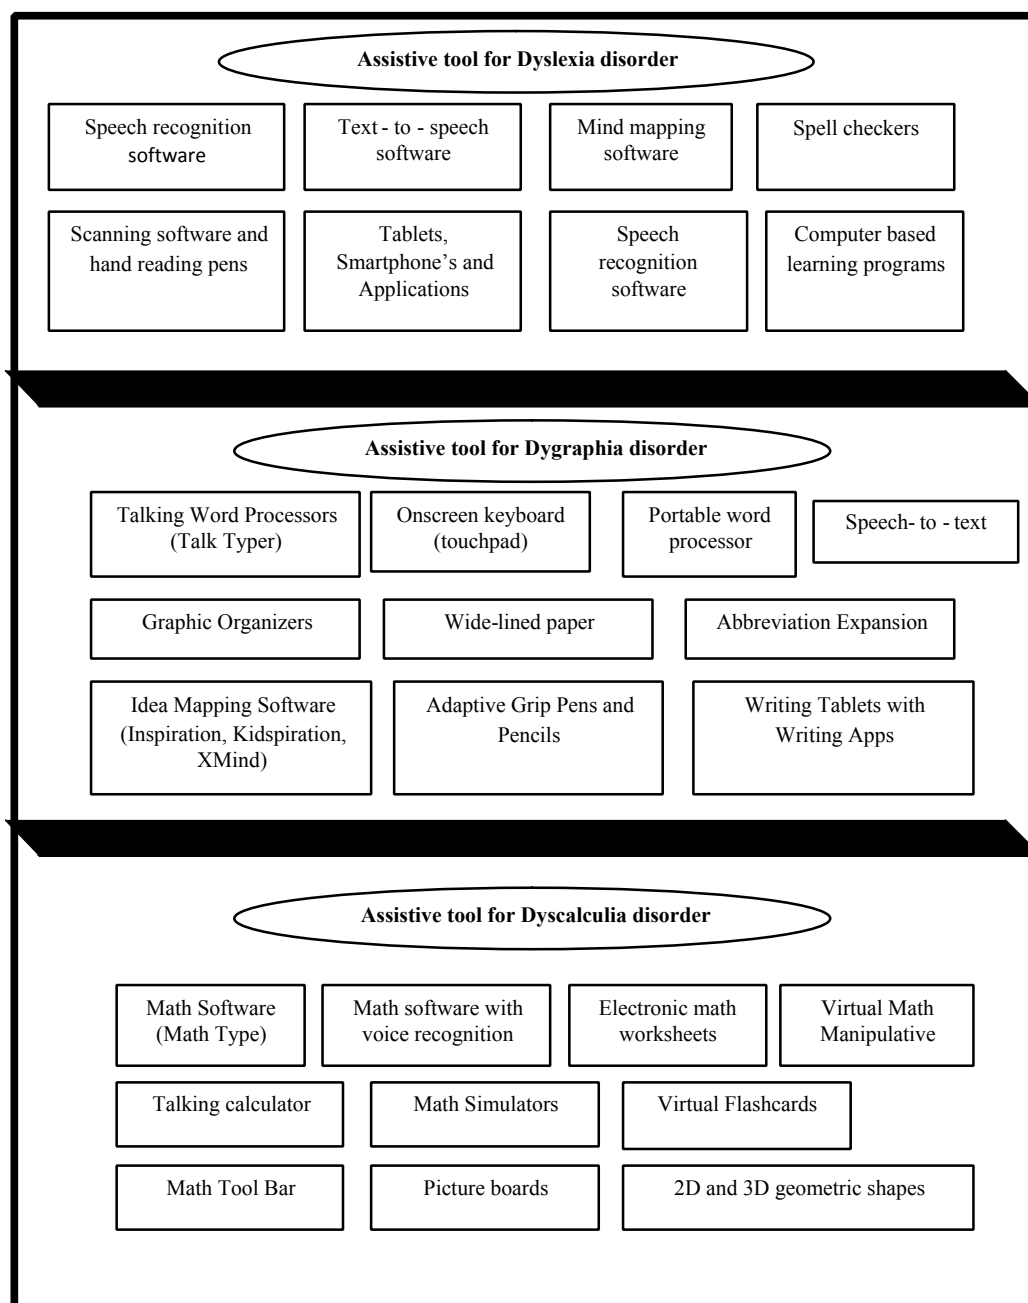 Assistive tool for Dyslexia disorder
Speech recognition
software
Text - to - speech
software
Mind mapping
software
Spell checkers
Scanning software and
hand reading pens
Tablets,
Smartphone’s and
Applications
Speech
recognition
software
Computer based
learning programs
Assistive tool for Dygraphia disorder
Talking Word Processors
(Talk Typer)
Onscreen keyboard
(touchpad)
Portable word
processor
Speech- to - text
Graphic Organizers
Wide-lined paper
Abbreviation Expansion
Idea Mapping Software
(Inspiration, Kidspiration,
XMind)
Adaptive Grip Pens and
Pencils
Writing Tablets with
Writing Apps
Assistive tool for Dyscalculia disorder
Math Software
(Math Type)
Math software with
voice recognition
Electronic math
worksheets
Virtual Math
Manipulative
Talking calculator
Math Simulators
Virtual Flashcards
Math Tool Bar
Picture boards
2D and 3D geometric shapes